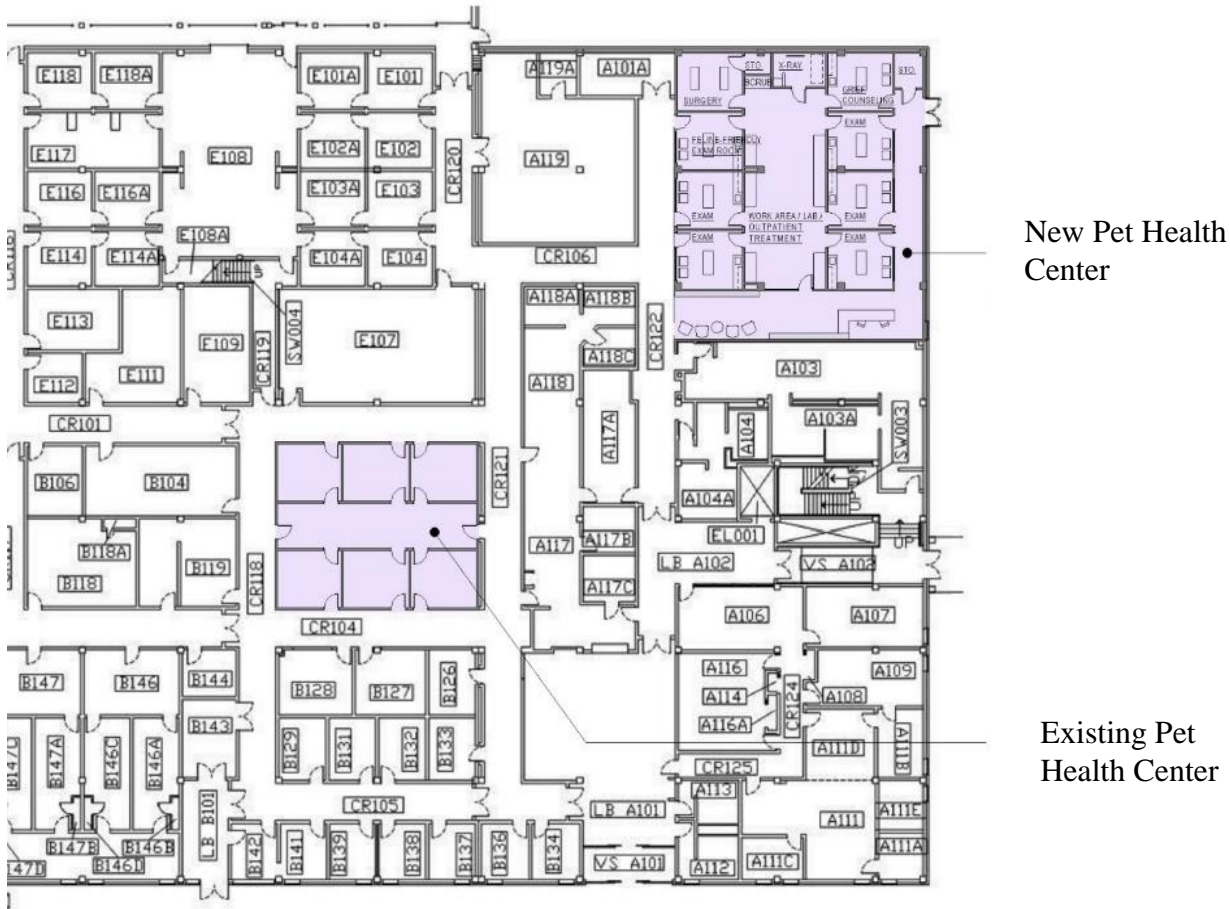 E118
E118A
E101A
E101
A119A
A101A
STO.
X-RAY
SCRUB
SURGERY
GRIEF
COUNSELING
STO.
E117
E108
E102A
E102
CR120
A119
FELINE-FRIENDLY
EXAM ROOM
EXAM
E116
E116A
E103A
E103
EXAM
EXAM
WORK AREA / LAB /
OUTPATIENT
TREATMENT
E108A
E114
E114A
UP
E104A
E104
CR106
EXAM
EXAM
New Pet Health
Center
E113
E109
SW004
E107
A118A
A118B
CR122
E112
E111
CR119
A118C
A118
A103
CR101
A117A
A104
A103A
SW003
B106
B104
CR121
A104A
EL001
B118A
B118
B119
A117
A117B
LB A102
VS A102
UP
CR118
A117C
CR104
A106
A107
B147
B146
B144
B128
B127
B126
A116
A114
A116A
CR124
A109
A108
B143
B147C
B147A
B146C
B146A
B129
B131
B132
B133
A111D
A111B
CR125
Existing Pet
Health Center
CR105
LB A101
A113
A111
A111E
LB B101
B147B
B146B
B146D
B142
B141
B139
B138
B137
B136
B134
VS A101
A112
A111C
A111A